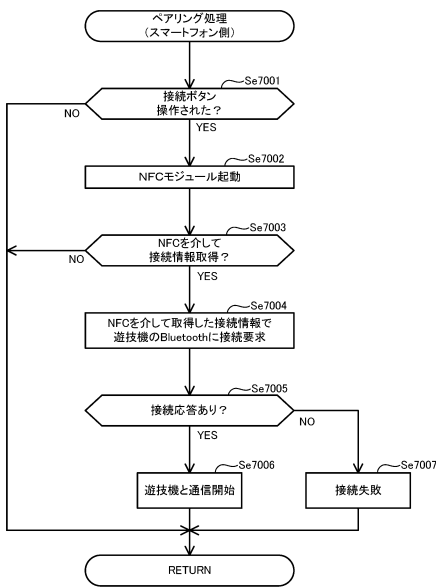 ペアリング処理
（スマートフォン側）
Se7001
接続ボタン
操作された？
NO
YES
Se7002
NFCモジュール起動
Se7003
NFCを介して
接続情報取得？
NO
YES
Se7004
NFCを介して取得した接続情報で
遊技機のBluetoothに接続要求
Se7005
接続応答あり？
NO
YES
Se7006
遊技機と通信開始
Se7007
接続失敗
RETURN